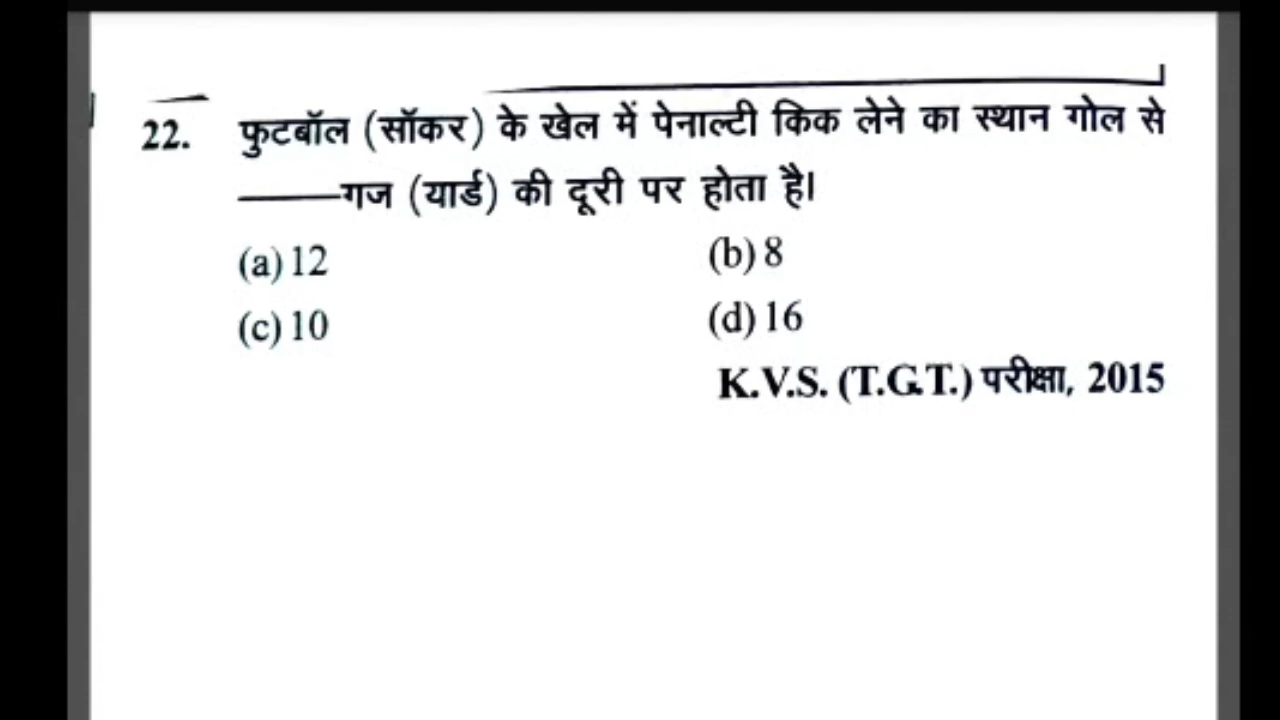 22. फुटबॉल (सॉकर) के खेल में पेनाल्टी किक लेने का स्थान गोल से
——गज (यार्ड) की दूरी पर होता है।
(a) 12 (b) 8
(c) 10 (d) 16
K.V.S. (T.G.T.) परीक्षा, 2015